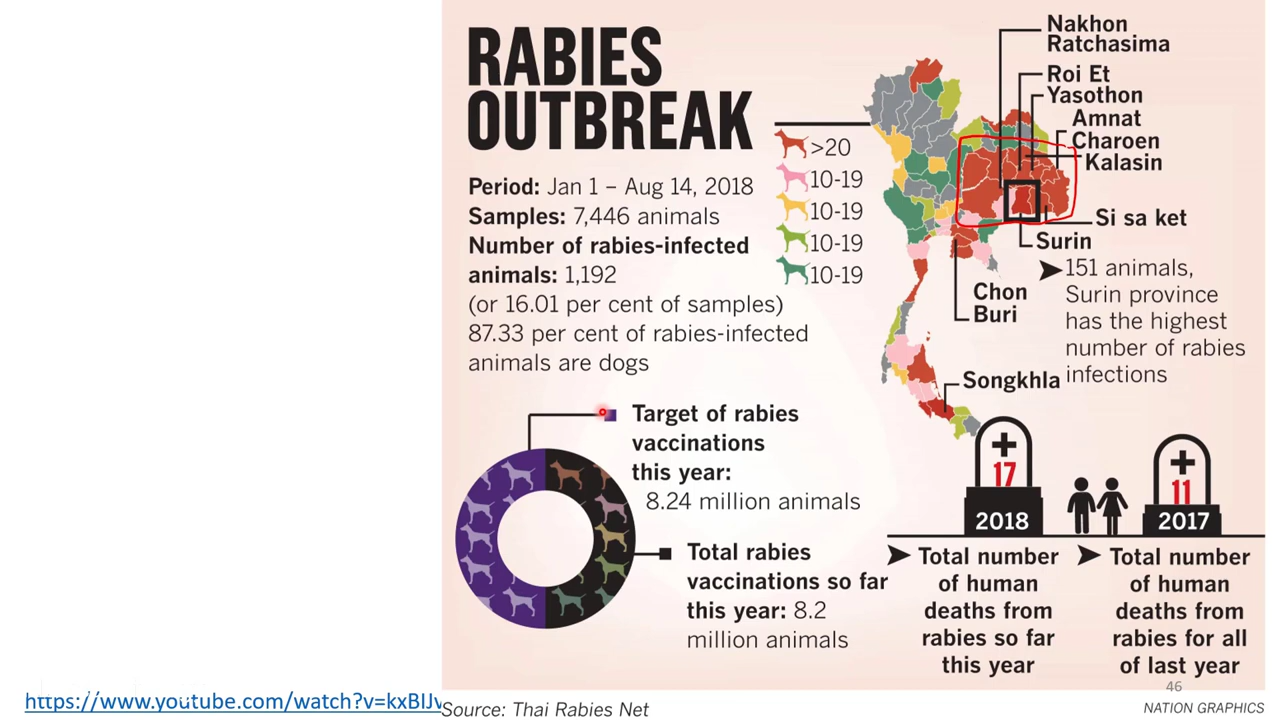 RABIES
OUTBREAK
Period: Jan 1 – Aug 14, 2018
Samples: 7,446 animals
Number of rabies-infected
animals: 1,192
(or 16.01 per cent of samples)
87.33 per cent of rabies-infected
animals are dogs
>20
10-19
10-19
10-19
10-19
Nakhon
Ratchasima
Roi Et
Yasothon
Amnat
Charoen
Kalasin
Si sa ket
Surin
151 animals,
Surin province
has the highest
number of rabies
infections
Chon
Buri
Songkhla
Target of rabies
vaccinations
this year:
8.24 million animals
Total rabies
vaccinations so far
this year: 8.2
million animals
17
2018
Total number
of human
deaths from
rabies so far
this year
11
2017
Total number
of human
deaths from
rabies for all
of last year
46
https://www.youtube.com/watch?v=kxBIJv
Source: Thai Rabies Net
NATION GRAPHICS